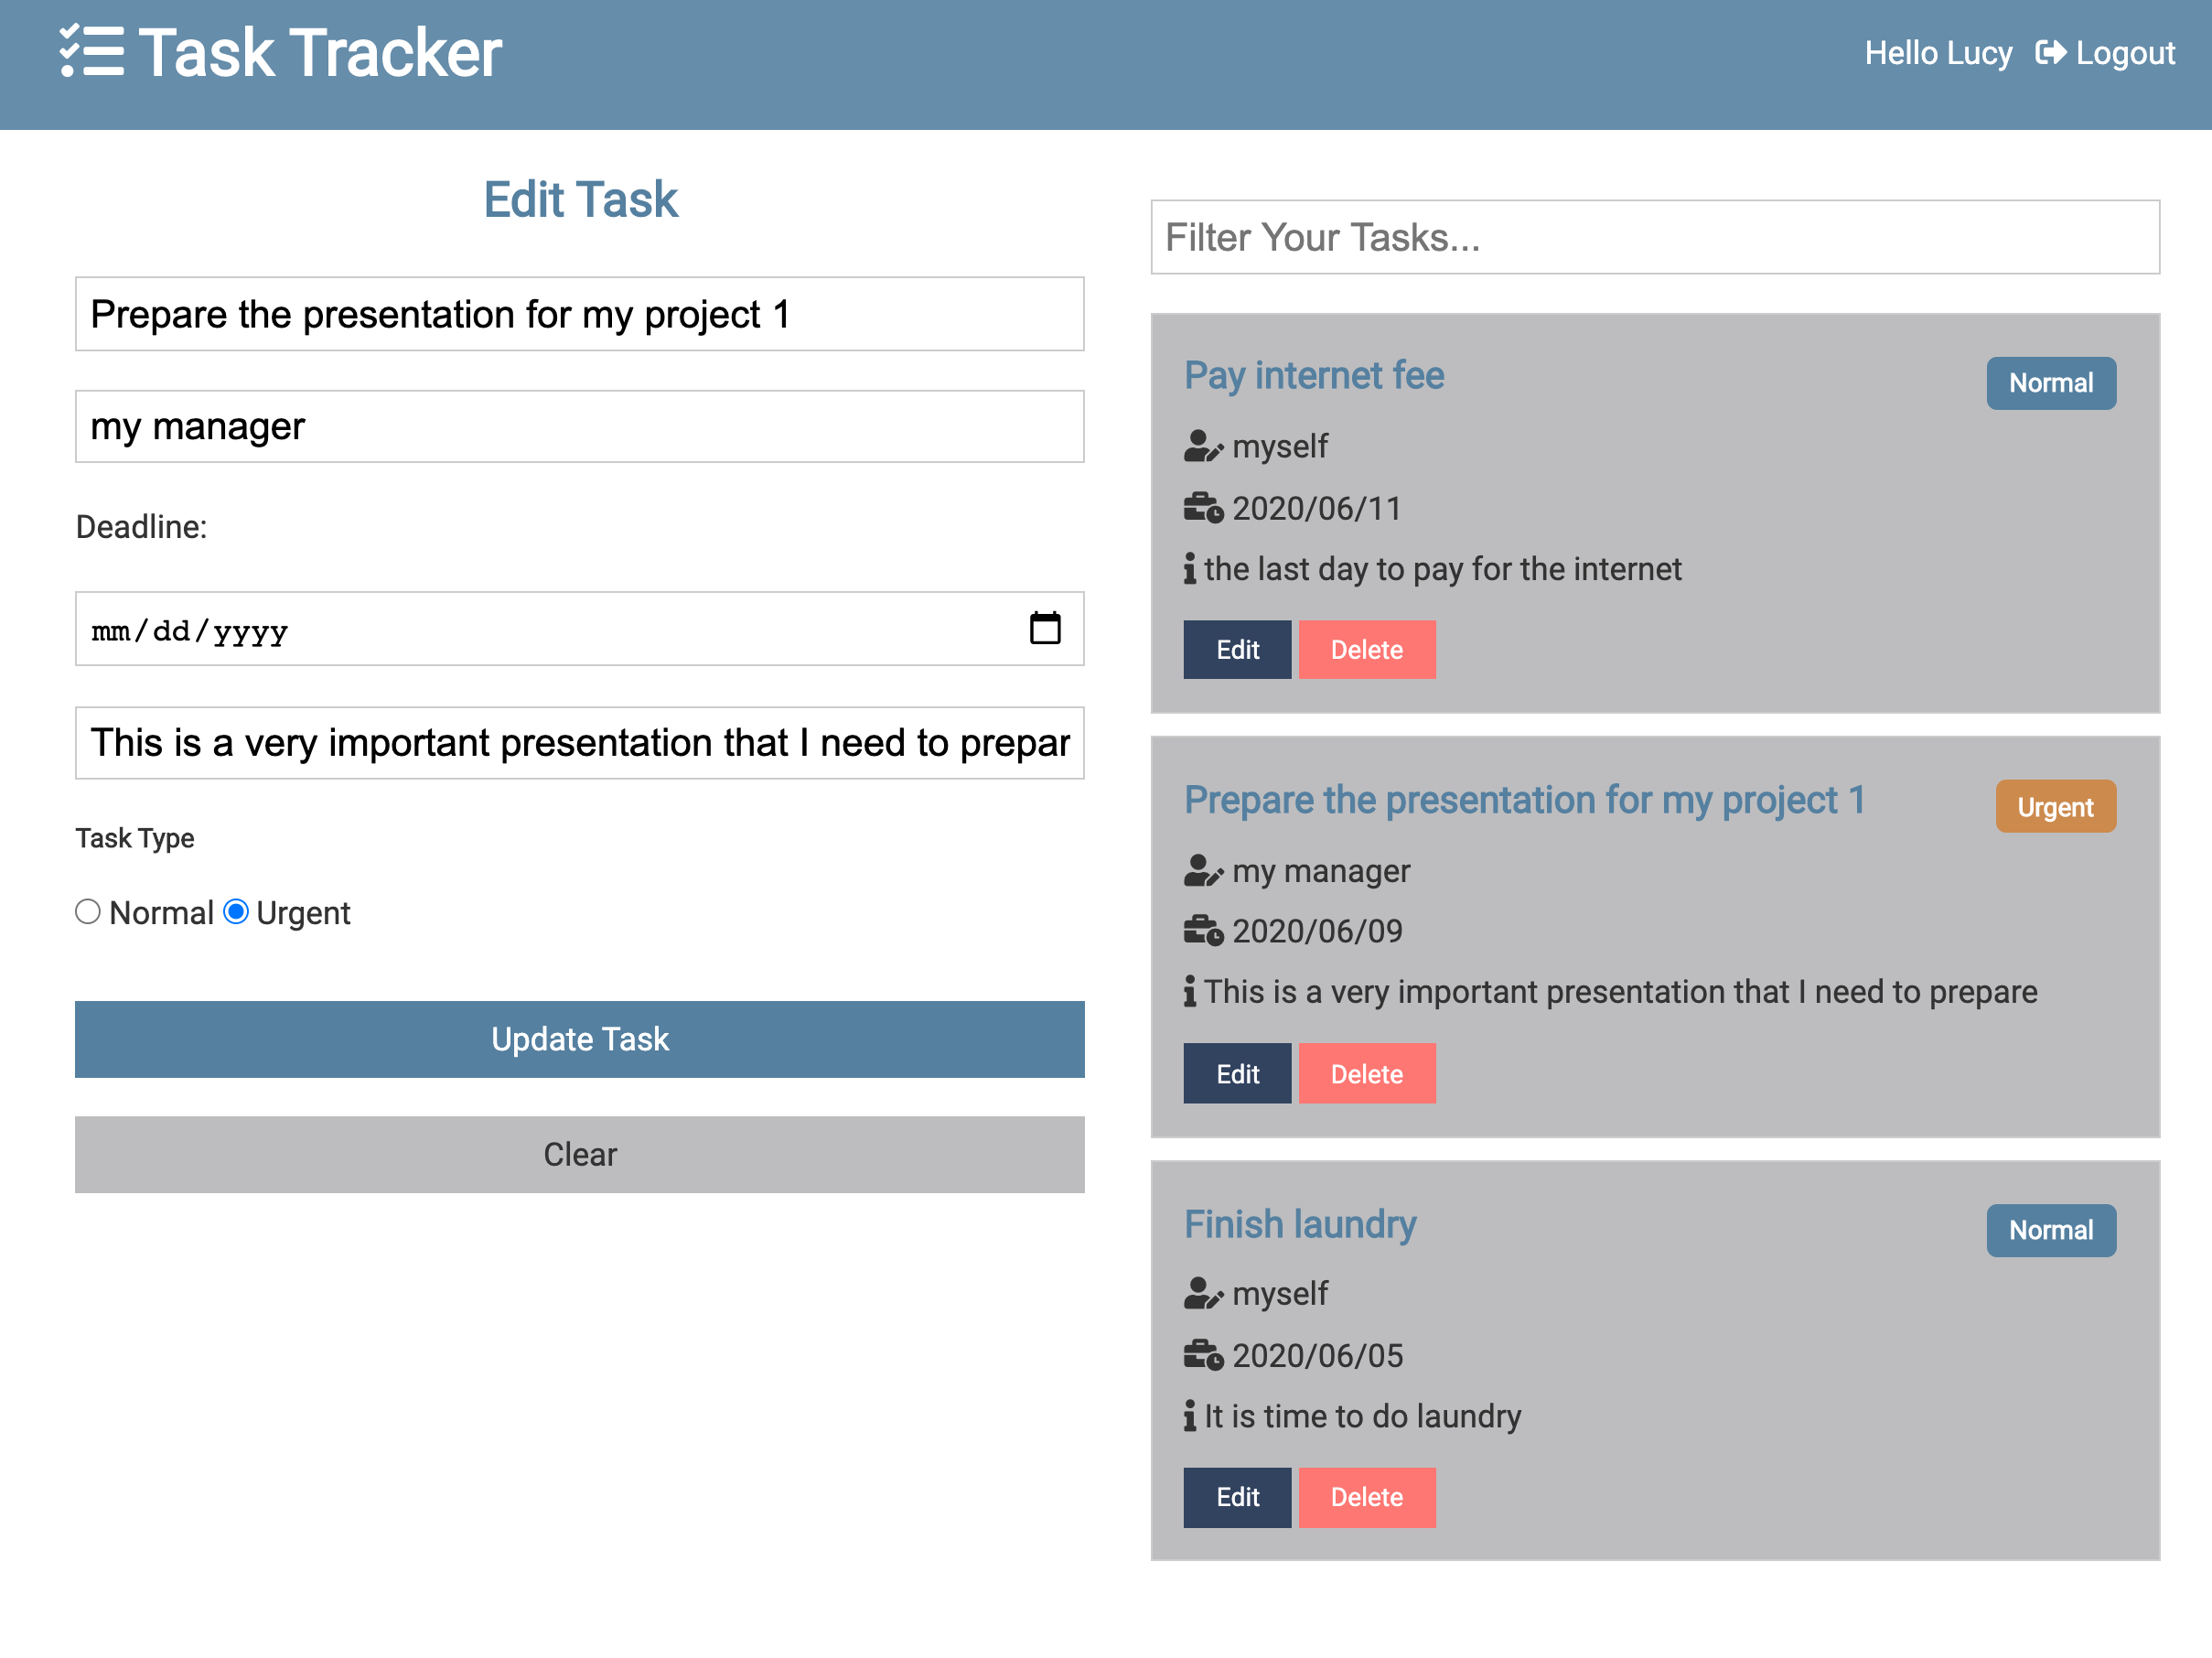 Task Tracker
Hello Lucy Logout
Edit Task
Prepare the presentation for my project 1
my manager
Deadline:
mm/dd/yyyy
This is a very important presentation that I need to prepar
Task Type
Normal Urgent
Update Task
Clear
Filter Your Tasks...
Pay internet fee
Normal
myself
2020/06/11
the last day to pay for the internet
Edit Delete
Prepare the presentation for my project 1
Urgent
my manager
2020/06/09
This is a very important presentation that I need to prepare
Edit Delete
Finish laundry
Normal
myself
2020/06/05
It is time to do laundry
Edit Delete